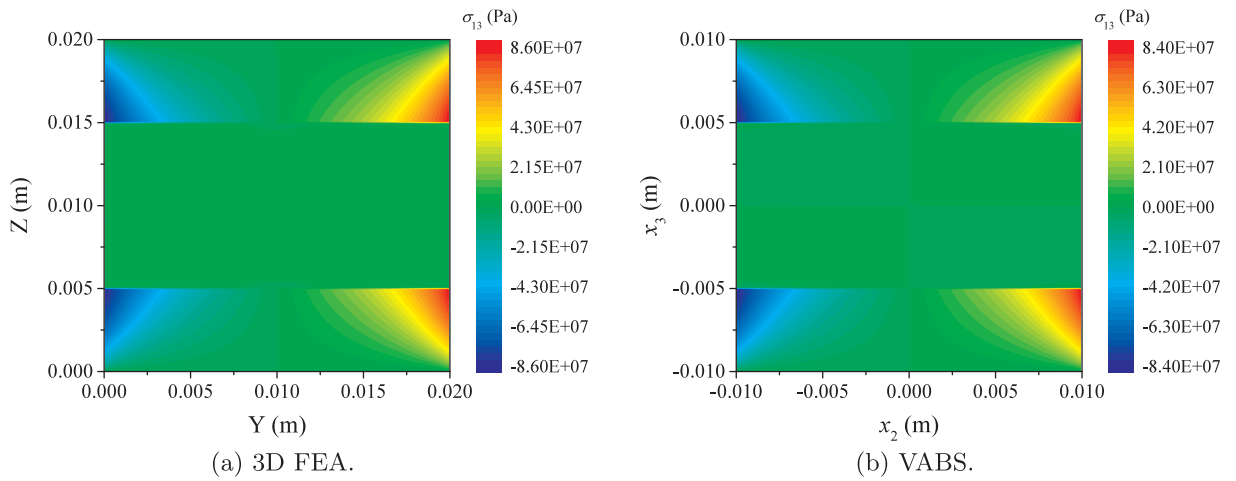 σ13 (Pa)
0.020
0.015
0.010
0.005
0.000
Z (m)
0.000 0.005 0.010 0.015 0.020
Y (m)
8.60E+07
6.45E+07
4.30E+07
2.15E+07
0.00E+00
-2.15E+07
-4.30E+07
-6.45E+07
-8.60E+07
(a) 3D FEA.
σ13 (Pa)
0.010
0.005
0.000
-0.005
-0.010
x3 (m)
-0.010 -0.005 0.000 0.005 0.010
x2 (m)
8.40E+07
6.30E+07
4.20E+07
2.10E+07
0.00E+00
-2.10E+07
-4.20E+07
-6.30E+07
-8.40E+07
(b) VABS.